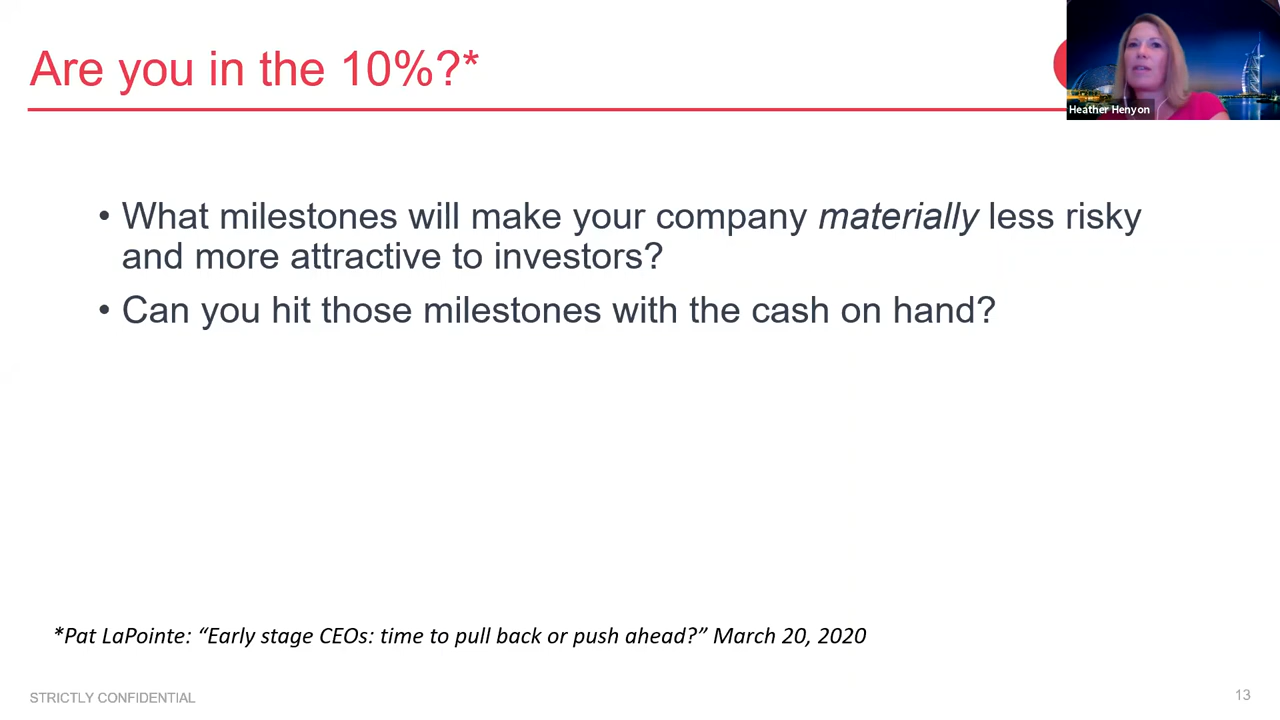 Are you in the 10%?*
Heather Henyon
• What milestones will make your company materially less risky
and more attractive to investors?
• Can you hit those milestones with the cash on hand?
*Pat LaPointe: “Early stage CEOs: time to pull back or push ahead?” March 20, 2020
STRICTLY CONFIDENTIAL
13